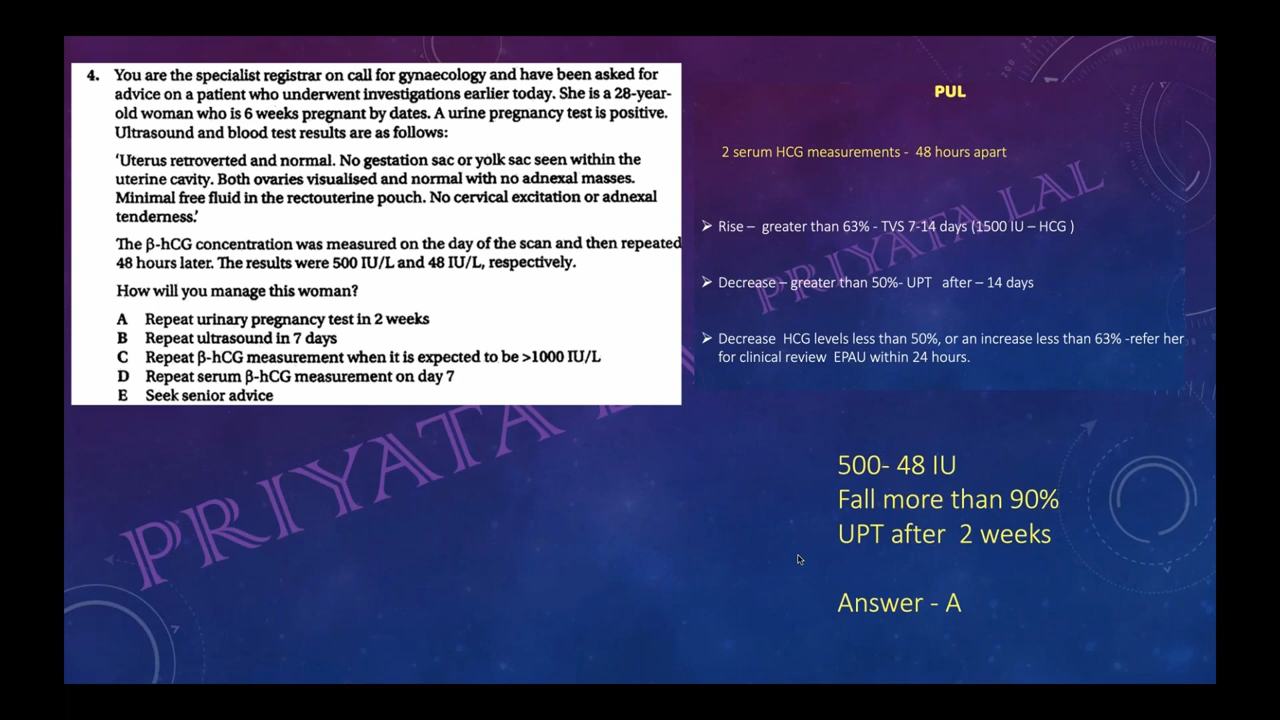 4. You are the specialist registrar on call for gynaecology and have been asked for
advice on a patient who underwent investigations earlier today. She is a 28-year-
old woman who is 6 weeks pregnant by dates. A urine pregnancy test is positive.
Ultrasound and blood test results are as follows:
'Uterus retroverted and normal. No gestation sac or yolk sac seen within the
uterine cavity. Both ovaries visualised and normal with no adnexal masses.
Minimal free fluid in the rectouterine pouch. No cervical excitation or adnexal
tenderness.'
The β-hCG concentration was measured on the day of the scan and then repeated
48 hours later. The results were 500 IU/L and 48 IU/L, respectively.
How will you manage this woman?
A Repeat urinary pregnancy test in 2 weeks
B Repeat ultrasound in 7 days
C Repeat β-hCG measurement when it is expected to be >1000 IU/L
D Repeat serum β-hCG measurement on day 7
E Seek senior advice
PUL
2 serum HCG measurements - 48 hours apart
➢ Rise – greater than 63% - TVS 7-14 days (1500 IU – HCG )
➢ Decrease – greater than 50%- UPT after – 14 days
➢ Decrease HCG levels less than 50%, or an increase less than 63% -refer her
for clinical review EPAU within 24 hours.
500- 48 IU
Fall more than 90%
UPT after 2 weeks
Answer - A
PRIYATA LAL
PRIYATA L
200